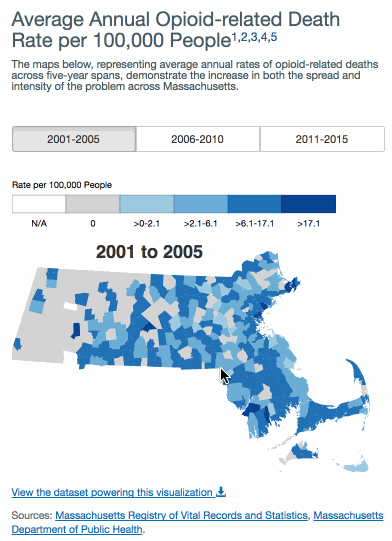 Average Annual Opioid-related Death
Rate per 100,000 People1,2,3,4,5
The maps below, representing average annual rates of opioid-related deaths
across five-year spans, demonstrate the increase in both the spread and
intensity of the problem across Massachusetts.
2001-2005 2006-2010 2011-2015
Rate per 100,000 People
N/A 0 >0-2.1 >2.1-6.1 >6.1-17.1 >17.1
2001 to 2005
View the dataset powering this visualization
Sources: Massachusetts Registry of Vital Records and Statistics, Massachusetts
Department of Public Health.